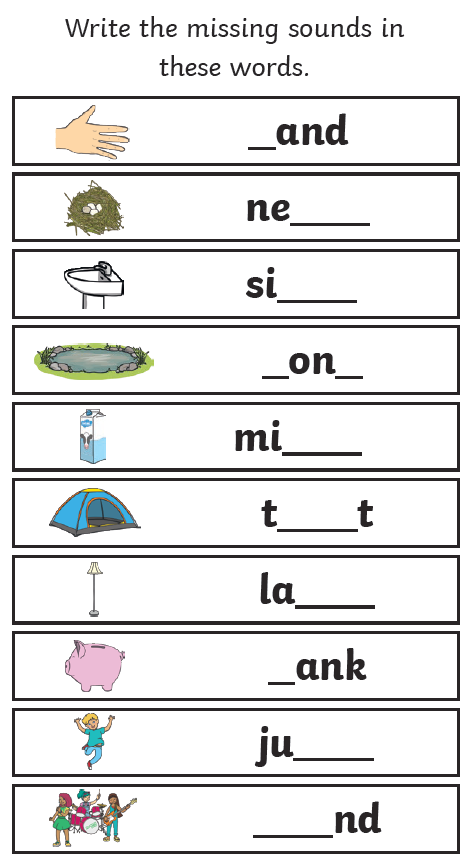 Write the missing sounds in
these words.
_and
ne____
si____
_on_
mi____
t____t
la____
_ank
ju____
____nd